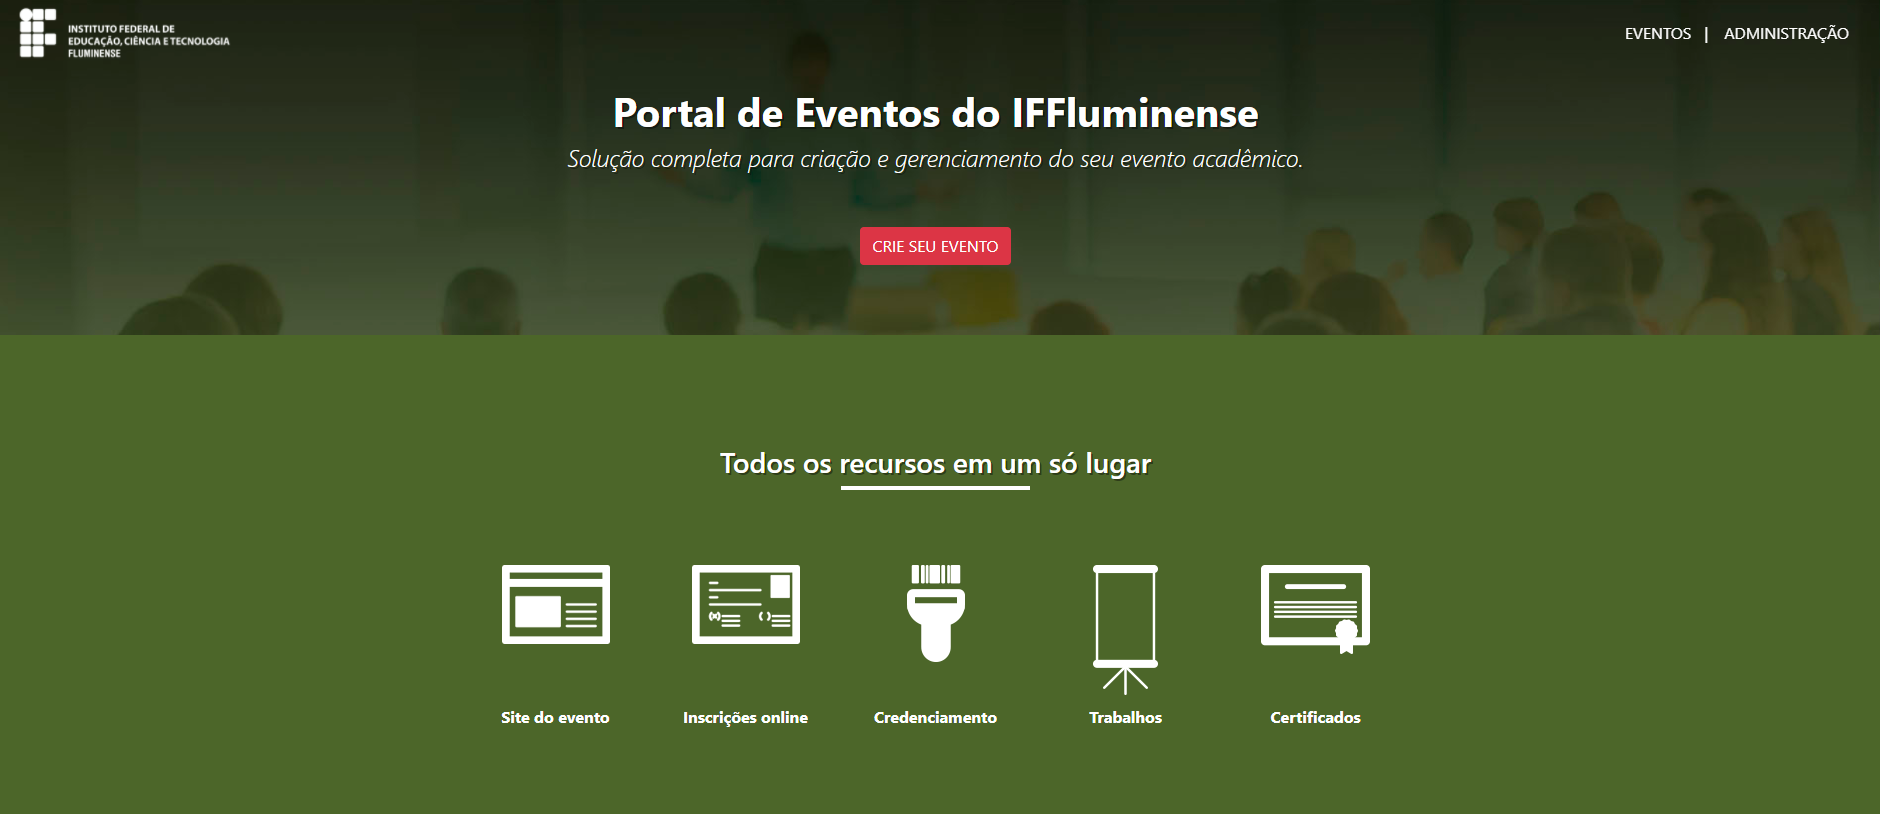 INSTITUTO FEDERAL DE
EDUCAÇÃO, CIÊNCIA E TECNOLOGIA
FLUMINENSE
EVENTOS | ADMINISTRAÇÃO
Portal de Eventos do IFFluminense
Solução completa para criação e gerenciamento do seu evento acadêmico.
CRIE SEU EVENTO
Todos os recursos em um só lugar
Site do evento
Inscrições online
Credenciamento
Trabalhos
Certificados